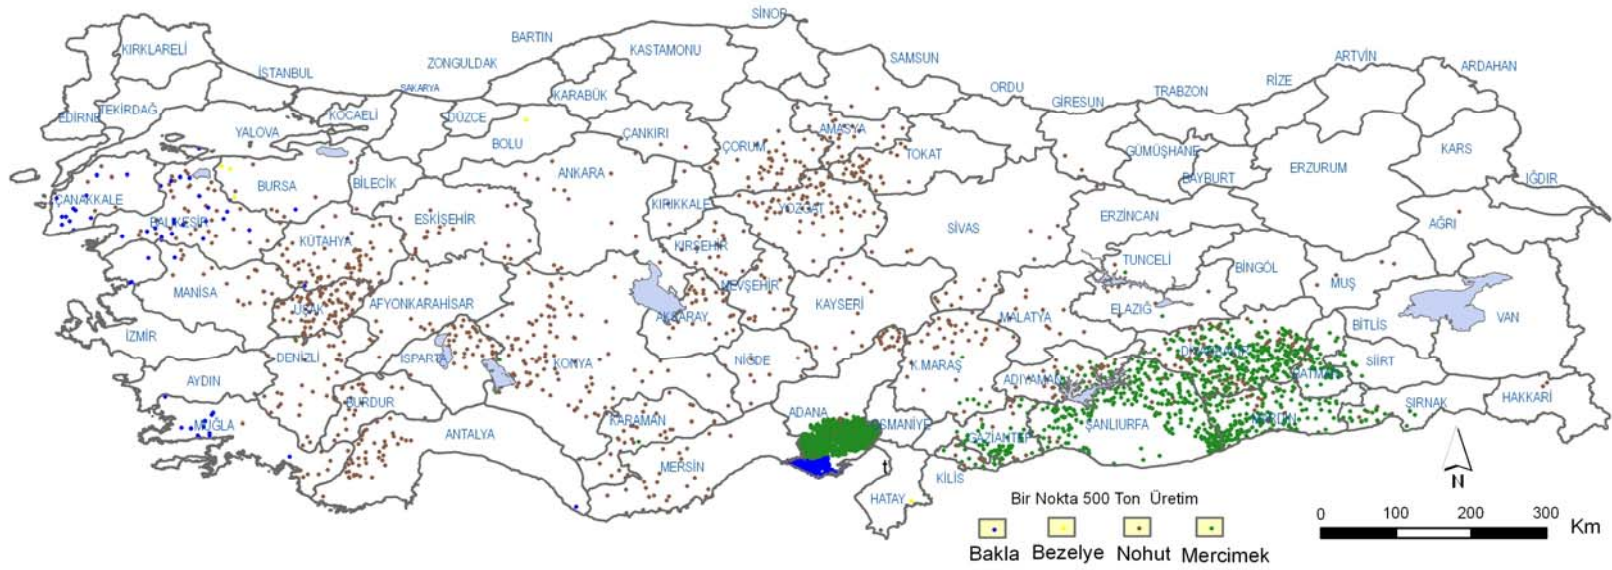 SİNOP
BARTIN
KASTAMONU
KIRKLARELİ
ZONGULDAK
SAMSUN
ARTVİN
ARDAHAN
İSTANBUL
RİZE
SAKARYA
KARABÜK
ORDU
TRABZON
GİRESUN
TEKİRDAĞ
EDİRNE
KOCAELİ
DÜZCE
YALOVA
ÇANKIRI
AMASYA
BOLU
ÇORUM
TOKAT
GÜMÜŞHANE
KARS
ERZURUM
ANKARA
BAYBURT
IĞDIR
BURSA
BİLECİK
ÇANAKKALE
KIRIKKALE
YOZGAT
ESKİŞEHİR
ERZİNCAN
BALIKESİR
SİVAS
AĞRI
KÜTAHYA
KIRŞEHİR
TUNCELİ
BİNGÖL
MUŞ
MANİSA
NEVŞEHİR
AFYONKARAHİSAR
KAYSERİ
UŞAK
ELAZIĞ
AKSARAY
MALATYA
VAN
BİTLİS
İZMİR
DENİZLİ
ISPARTA
KONYA
NİĞDE
K.MARAŞ
DİYARBAKIR
SİİRT
BATMAN
AYDIN
ADIYAMAN
BURDUR
HAKKARİ
ŞIRNAK
ADANA
KARAMAN
OSMANİYE
MUĞLA
ŞANLIURFA
MARDİN
ANTALYA
GAZİANTEP
MERSİN
t
KİLİS
HATAY
N
Bir Nokta 500 Ton Üretim
Bakla Bezelye Nohut Mercimek
0 100 200 300
Km